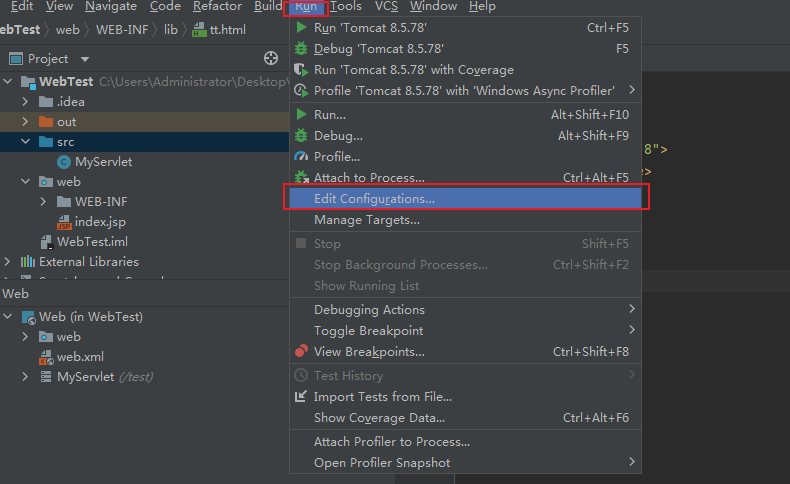 it View Navigate Code Refactor Build Run Tools VCS Window Help
ebTest web WEB-INF lib tt.html
Project
WebTest C:\Users\Administrator\Desktop\
.idea
out
src
MyServlet
web
WEB-INF
index.jsp
WebTest.iml
External Libraries
Web
Web (in WebTest)
web
web.xml
MyServlet (/test)
Run 'Tomcat 8.5.78' Ctrl+F5
Debug 'Tomcat 8.5.78' F5
Run 'Tomcat 8.5.78' with Coverage
Profile 'Tomcat 8.5.78' with 'Windows Async Profiler'
Run... Alt+Shift+F10
Debug... Alt+Shift+F9
Profile...
Attach to Process... Ctrl+Alt+F5
Edit Configurations...
Manage Targets...
Stop Shift+F5
Stop Background Processes... Ctrl+Shift+F2
Show Running List
Debugging Actions
Toggle Breakpoint
View Breakpoints... Ctrl+Shift+F8
Test History
Import Tests from File...
Show Coverage Data... Ctrl+Alt+F6
Attach Profiler to Process...
Open Profiler Snapshot
8">
>